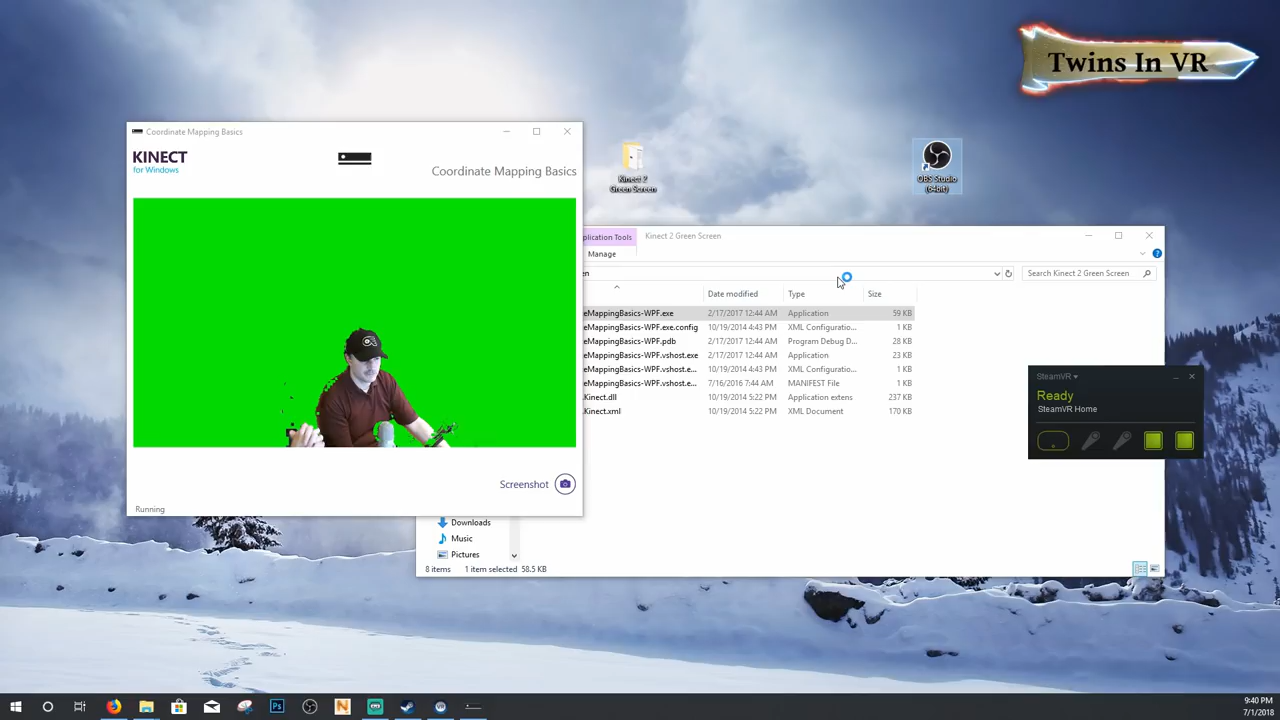 Twins In VR
Coordinate Mapping Basics
KINECT
for Windows
Coordinate Mapping Basics
Screenshot
Running
Kinect 2
Green Screen
OBS Studio
(64bit)
plication Tools
Kinect 2 Green Screen
Manage
en
Search Kinect 2 Green Screen
Date modified Type Size
eMappingBasics-WPF.exe 2/17/2017 12:44 AM Application 59 KB
eMappingBasics-WPF.exe.config 10/19/2014 4:43 PM XML Configuratio... 1 KB
eMappingBasics-WPF.pdb 2/17/2017 12:44 AM Program Debug D... 28 KB
eMappingBasics-WPF.vshost.exe 2/17/2017 12:44 AM Application 23 KB
eMappingBasics-WPF.vshost.e... 10/19/2014 4:43 PM XML Configuratio... 1 KB
eMappingBasics-WPF.vshost.e... 7/16/2016 7:44 AM MANIFEST File 1 KB
.Kinect.dll 10/19/2014 5:22 PM Application extens 237 KB
.Kinect.xml 10/19/2014 5:22 PM XML Document 170 KB
Downloads
Music
Pictures
8 items 1 item selected 58.5 KB
SteamVR
Ready
SteamVR Home
Ps
N
9:40 PM
7/1/2018